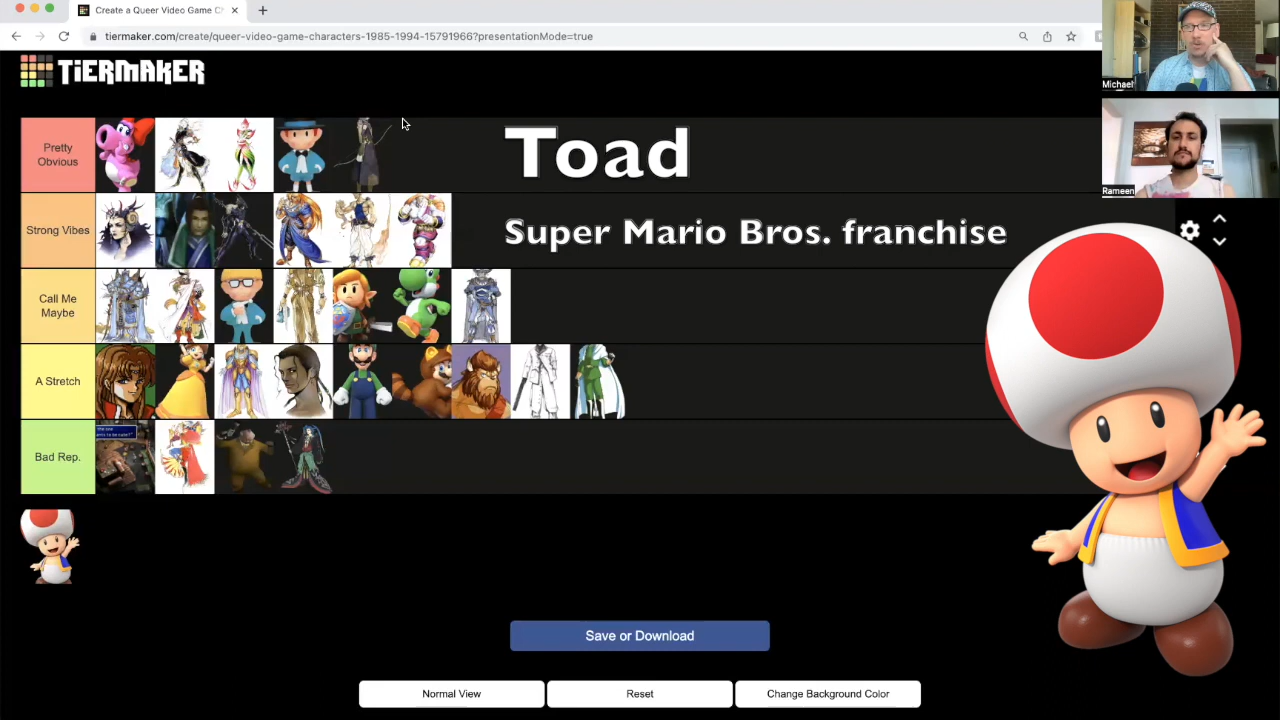 Create a Queer Video Game Ch
tiermaker.com/create/queer-video-game-characters-1985-1994-15791966?presentationMode=true
TiERMAKER
Michael
Rameen
Pretty
Obvious
Toad
Strong Vibes
Super Mario Bros. franchise
Call Me
Maybe
A Stretch
Bad Rep.
Save or Download
Normal View
Reset
Change Background Color